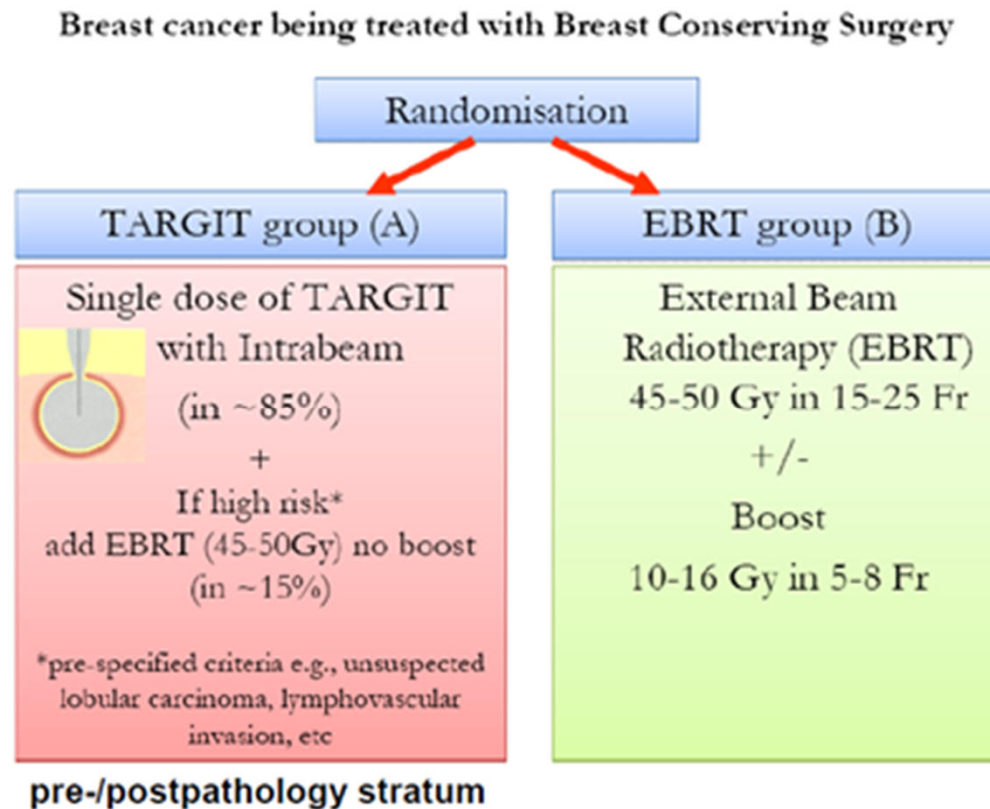 Breast cancer being treated with Breast Conserving Surgery
Randomisation
TARGIT group (A)
Single dose of TARGIT
with Intrabeam
(in ~85%)
+
If high risk*
add EBRT (45-50Gy) no boost
(in ~15%)
*pre-specified criteria e.g., unsuspected
lobular carcinoma, lymphovascular
invasion, etc
EBRT group (B)
External Beam
Radiotherapy (EBRT)
45-50 Gy in 15-25 Fr
+/-
Boost
10-16 Gy in 5-8 Fr
pre-/postpathology stratum